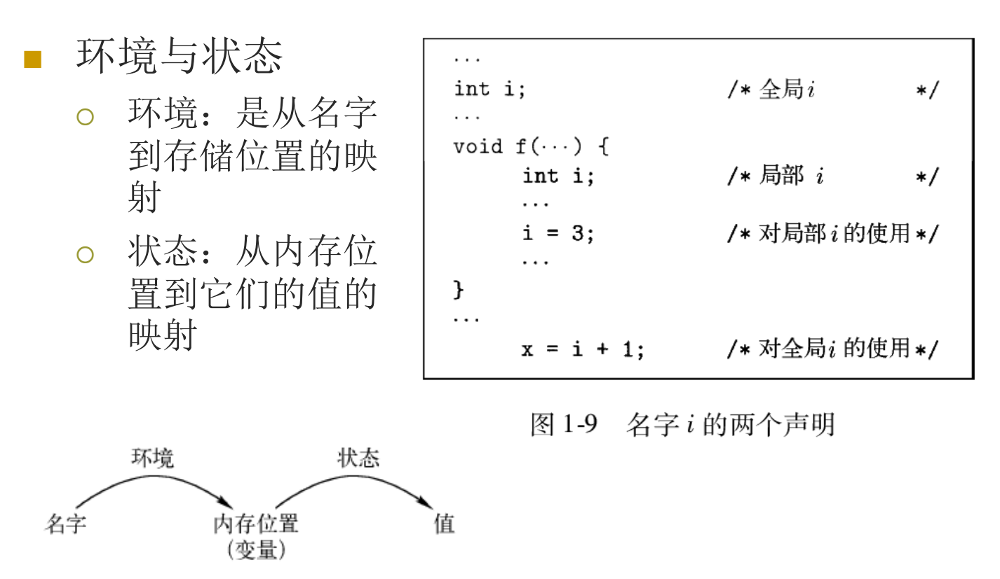 环境与状态
环境：是从名字
到存储位置的映
射
状态：从内存位
置到它们的值的
映射
...
int i; /* 全局i */
...
void f(...) {
int i; /* 局部 i */
...
i = 3; /* 对局部i的使用*/
...
}
...
x = i + 1; /* 对全局i 的使用*/
图 1-9 名字 i 的两个声明
环境 状态
名字 内存位置 值
(变量)